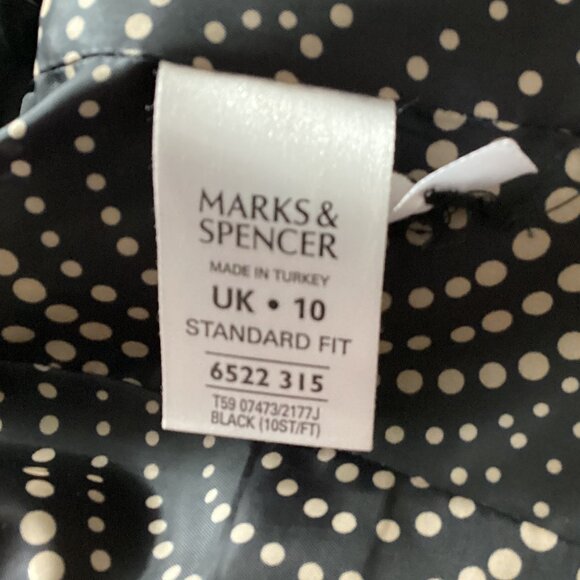 MARKS &
SPENCER
MADE IN TURKEY
UK • 10
STANDARD FIT
6522 315
T59 07473/2177J
BLACK (10ST/FT)